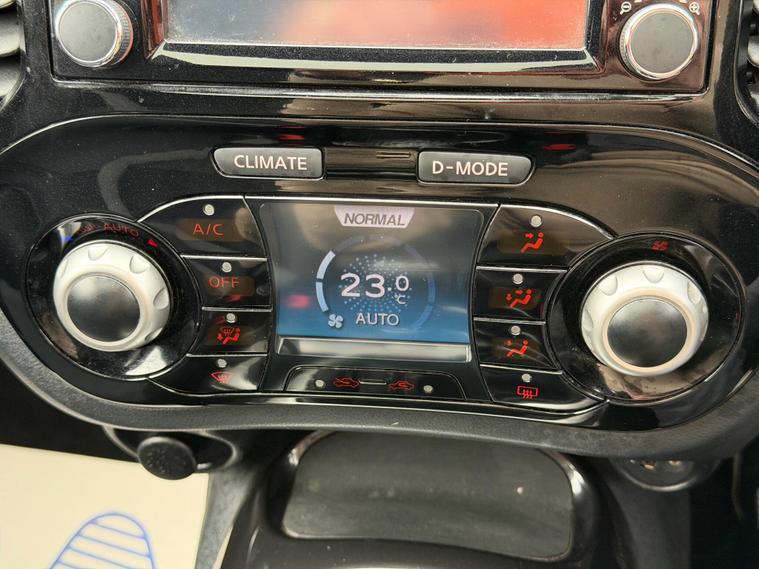 CLIMATE
D-MODE
NORMAL
AUTO
A/C
OFF
23.0
°C
AUTO